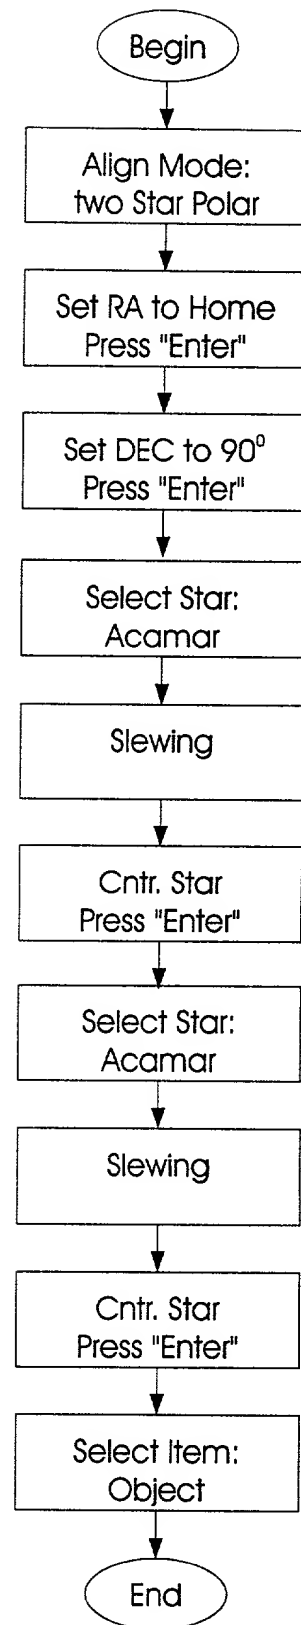 Begin
Align Mode:
two Star Polar
Set RA to Home
Press "Enter"
Set DEC to 90⁰
Press "Enter"
Select Star:
Acamar
Slewing
Cntr. Star
Press "Enter"
Select Star:
Acamar
Slewing
Cntr. Star
Press "Enter"
Select Item:
Object
End